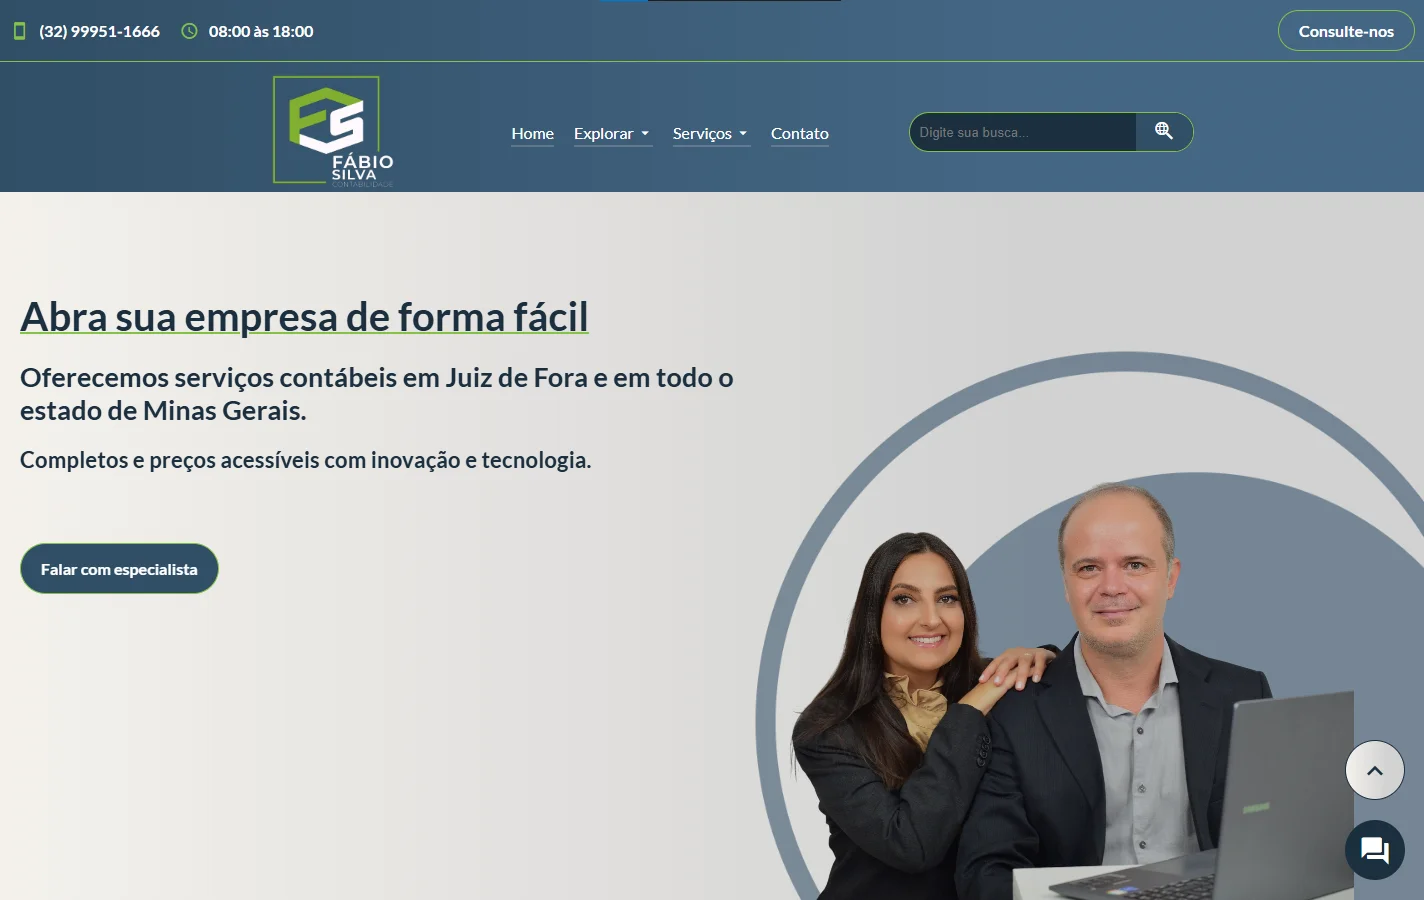 (32) 99951-1666
08:00 às 18:00
Consulte-nos
FÁBIO
SILVA
CONTABILIDADE
Home
Explorar
Serviços
Contato
Digite sua busca...
Abra sua empresa de forma fácil
Oferecemos serviços contábeis em Juiz de Fora e em todo o
estado de Minas Gerais.
Completos e preços acessíveis com inovação e tecnologia.
Falar com especialista